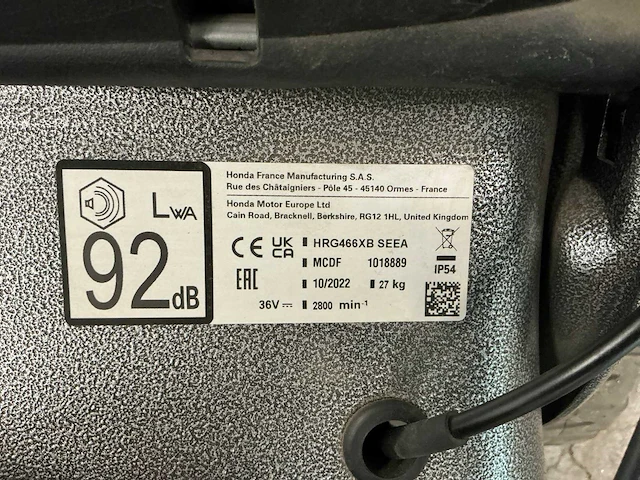 Honda France Manufacturing S.A.S.
Rue des Châtaigniers - Pôle 45 - 45140 Ormes - France
Honda Motor Europe Ltd
Cain Road, Bracknell, Berkshire, RG12 1HL, United Kingdom
LWA
92dB
CE UK CA HRG466XB SEEA
MCDF 1018889
IP54
EAC 10/2022 27 kg
36V⎓ 2800 min⁻¹